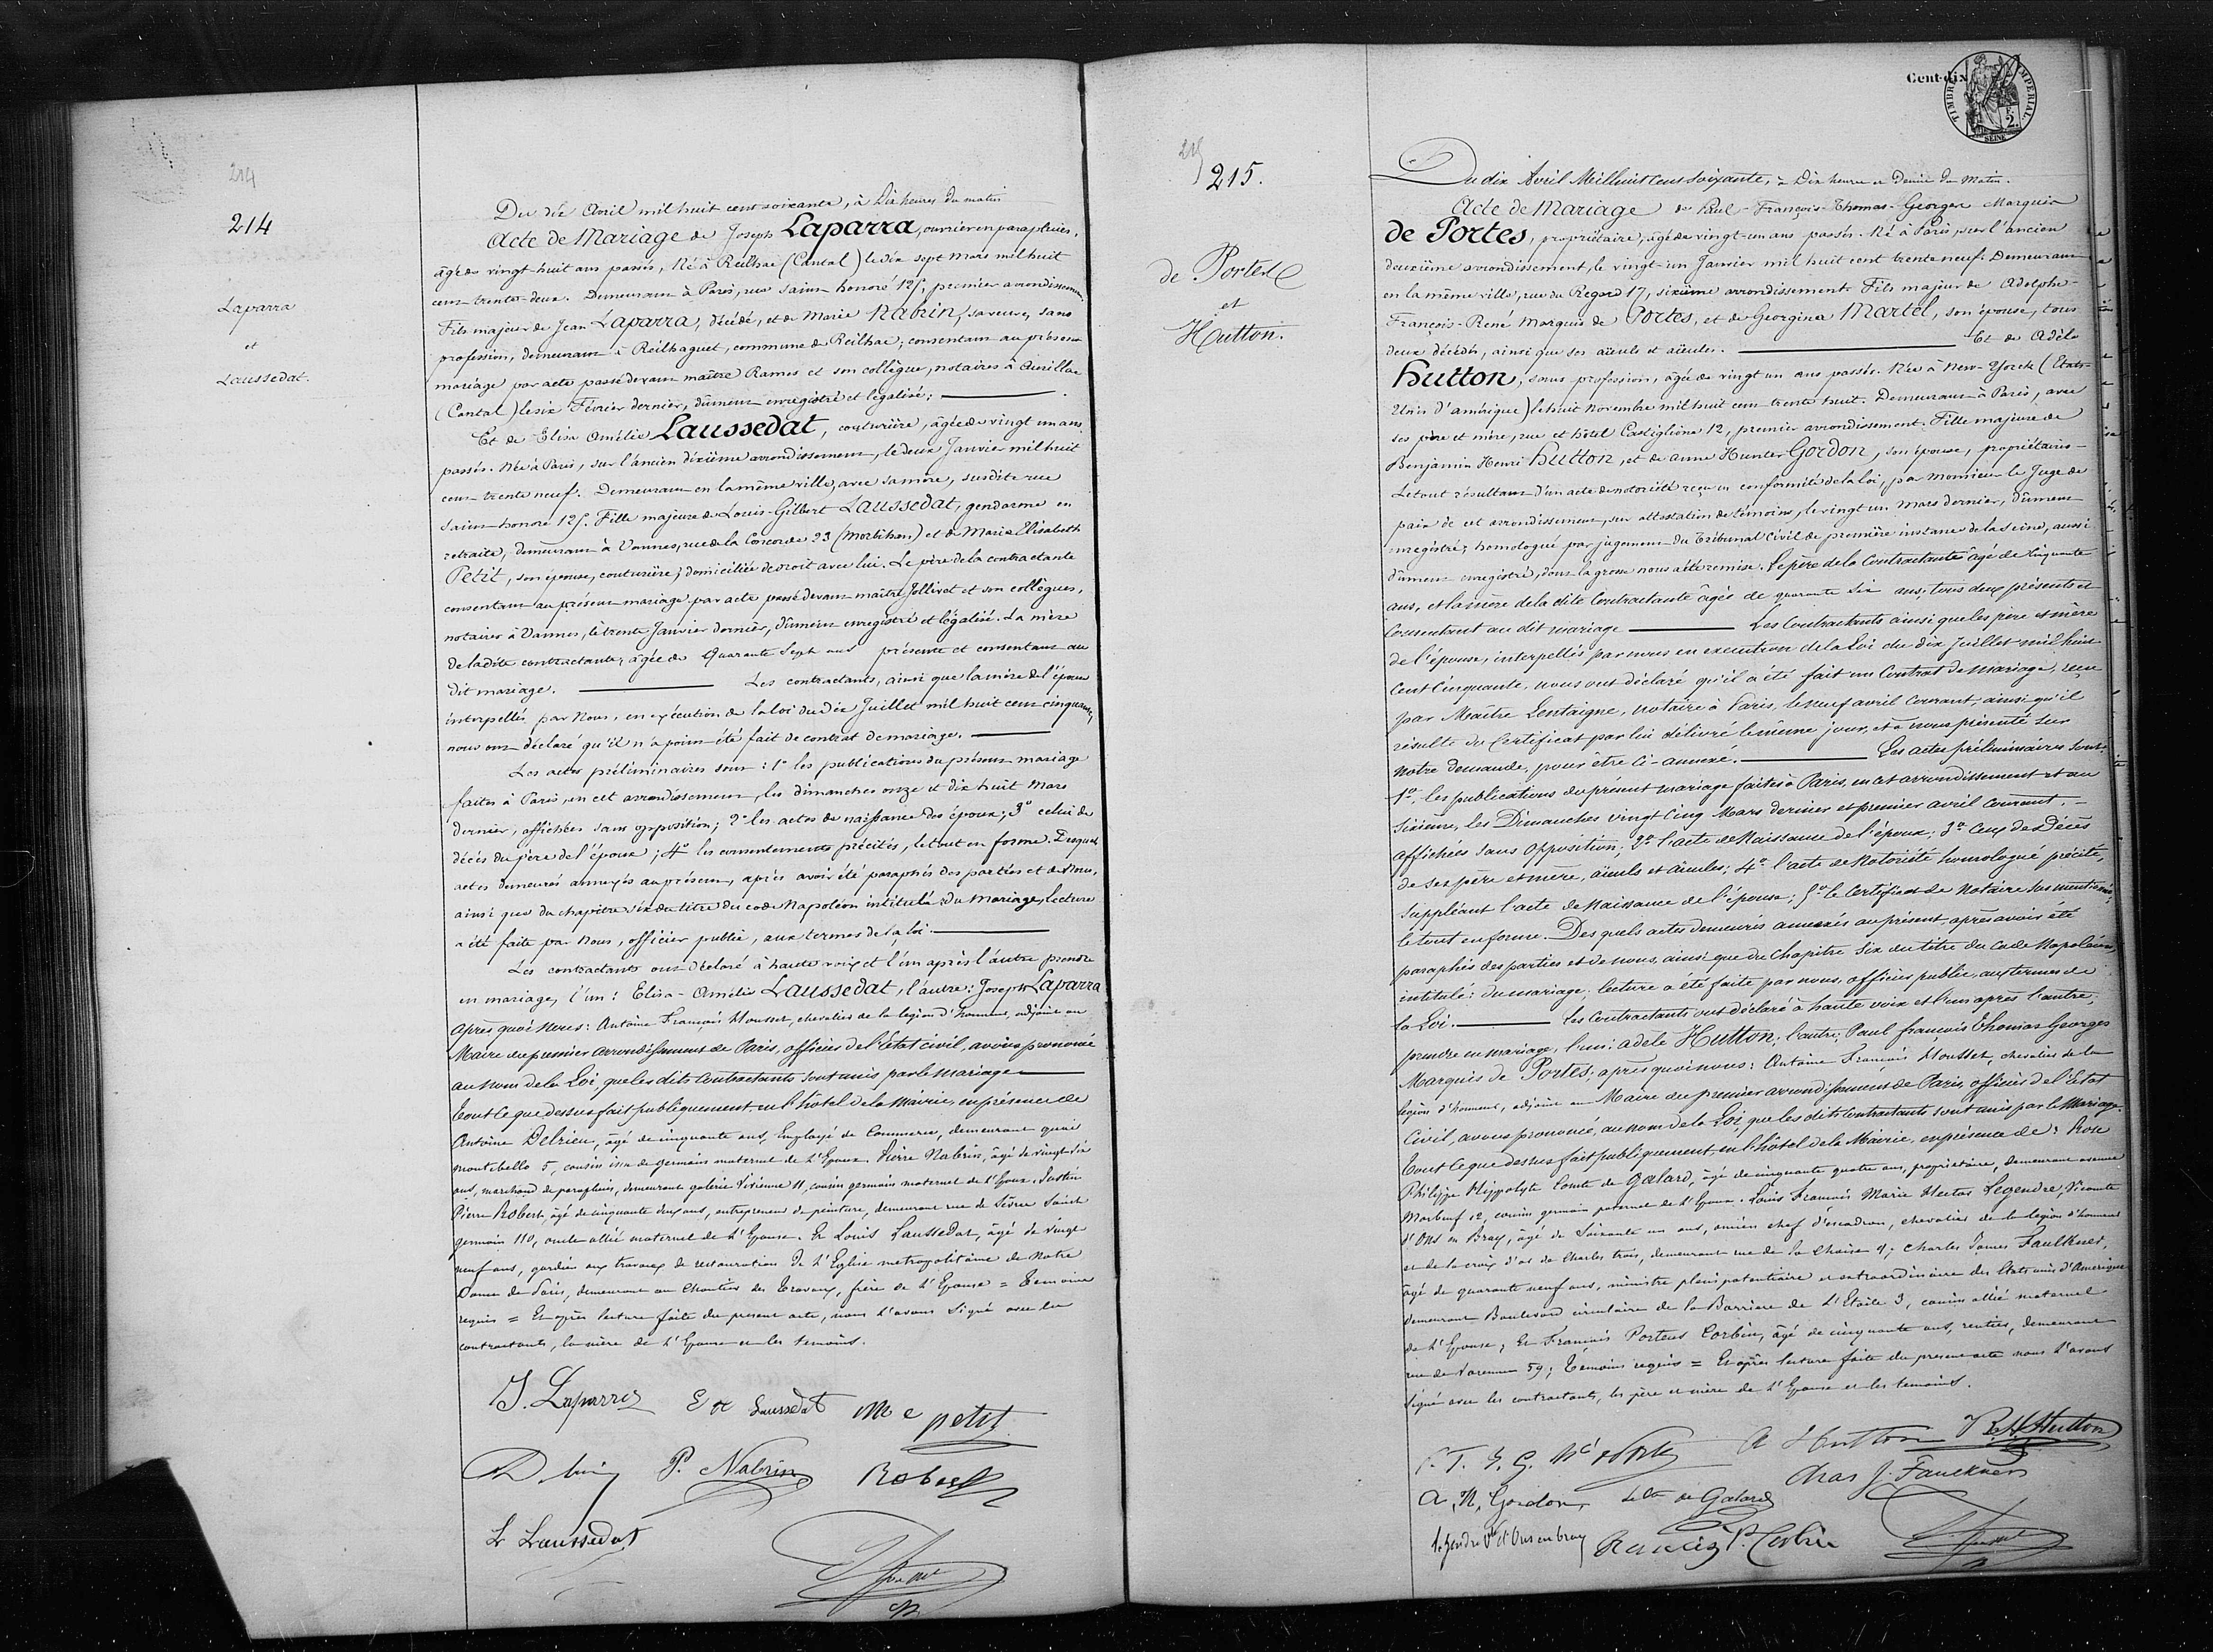 214
214
Laparra
et
Laussedat.
Du dix avril mil huit cent soixante, à Dix heures du matin
Acte de Mariage de Joseph Laparra, ouvrier en parapluies,
âgé de vingt-huit ans passés, Né à Reilhac (Cantal) le dix sept Mars mil huit
cent trente-deux. Demeurant à Paris, rue Saint honoré 125, premier arrondissement,
Fils majeur de Jean Laparra, décédé, et de Marie Nabrin, sa veuve, sans
profession, demeurant à Reilhaguet, commune de Reilhac; consentant au présent
mariage par acte passé devant maître Rames et son collègue, notaires à Aurillac
(Cantal) le six Février dernier, dûment enregistré et légalisé;
Et de Elisa Amélie Laussedat, couturière, âgée de vingt un ans
passés. Née à Paris, sur l'ancien dixième arrondissement, le deux Janvier mil huit
cent trente neuf. Demeurant en la même ville, avec sa mère, susdite rue
Saint-honoré 125. Fille majeure de Louis-Gilbert Laussedat, gendarme en
retraite, demeurant à Vannes, rue de la Concorde 23 (Morbihan) et de Marie Elisabeth
Petit, son épouse, couturière, domiciliée de droit avec lui. Le père de la contractante
consentant au présent mariage par acte passé devant maître Jollivet et son collègues,
notaires à Vannes, le trente Janvier dernier, dûment enregistré et légalisé. La mère
de ladite contractante, âgée de Quarante Sept ans présente et consentant au
dit mariage. Les contractants, ainsi que la mère de l'épouse
interpellés par Nous, en exécution de la loi du Dix Juillet mil huit cent cinquante,
nous ont déclaré qu'il n'a point été fait de contrat de mariage.
Les actes préliminaires sont: 1° les publications du présent mariage
faites à Paris, en cet arrondissement, les dimanches onze et dix huit Mars
dernier, affichées sans opposition; 2° les actes de naissance des époux; 3° celui de
décès du père de l'époux; 4° les consentements précités, le tout en forme. Desquels
actes demeurés annexés au présent, après avoir été paraphés des parties et de Nous,
ainsi que du chapitre six du titre du code Napoléon intitulé: du Mariage, lecture
a été faite par Nous, officier public, aux termes de la loi.
Les contractants ont déclaré à haute voix et l'un après l'autre prendre
en mariage, l'un: Elisa-Amélie Laussedat, l'autre: Joseph Laparra
après quoi nous: Antoine François Housset, chevalier de la légion d'honneur, adjoint au
Maire du premier arrondissement de Paris, officier de l'état civil, avons prononcé
au nom de la Loi, que les dits Contractants sont unis par le mariage
Tout ce que dessus fait publiquement en l'hôtel de la Mairie, en présence de
Antoine Delrieu, âgé de cinquante ans, Employé de Commerce, demeurant quai
montebello 5, cousin issu de germain maternel de l'Epoux. Pierre Nabrin, âgé de vingt six
ans, marchand de parapluies, demeurant galerie Vivienne 11, cousin germain maternel de l'Epoux. Justin
Pierre Robert, âgé de cinquante deux ans, entrepreneur de peinture, demeurant rue de Sèvres Saint
germain 110, oncle allié maternel de l'Epouse. Et Louis Laussedat, âgé de vingt
neuf ans, gardien aux travaux de restauration de l'Eglise métropolitaine de Notre
Dame de Paris, demeurant au Chantier des Travaux, frère de l'Epouse = Témoins
requis = Et après lecture faite du présent acte, nous l'avons Signé avec les
contractants, la mère de l'Epouse et les témoins.
J. Laparra E A Laussedat M e petit
P. Nabrin Robert
L Laussedat
Cent-dix
TIMBRE IMPERIAL
2.
SEINE
215
215.
de Portes
et
Hutton.
Du dix Avril Mil huit cent soixante, à Dix heures et Demie du Matin.
Acte de Mariage de Paul-François-Thomas-Georges Marquis
de Portes, propriétaire, âgé de vingt-un ans passés. Né à Paris, sur l'ancien
deuxième arrondissement, le vingt-un Janvier mil huit cent trente neuf. Demeurant
en la même ville, rue du Regard 17, sixième arrondissement. Fils majeur de Adolphe-
François-René Marquis de Portes, et de Georgina Martel, son épouse, tous
deux décédés, ainsi que ses aïeuls et aïeules. Et de Adèle
Hutton, sans profession, âgée de vingt un ans passés. Née à New-Yorck (Etats-
Unis d'amérique) le huit Novembre mil huit cent trente huit. Demeurant à Paris, avec
ses père et mère, rue et hôtel Castiglione 12, premier arrondissement. Fille majeure de
Benjamin Henri Hutton, et de anne Hunter Gordon, son épouse, propriétaires-
Le tout résultant d'un acte de notoriété reçu en conformité de la loi, par Monsieur le Juge de
paix de cet arrondissement, sur attestation de témoins, le vingt un Mars dernier, dûment
enregistré; homologué par jugement du Tribunal Civil de première instance de la Seine, aussi
dûment enregistré, dont la grosse nous a été remise. Le père de la Contractante âgé de Cinquante
ans, et la mère de la dite Contractante âgée de quarante Six ans; tous deux présents et
Consentant au dit mariage Les Contractants ainsi que les père et mère
de l'épouse, interpellés par nous en exécution de la Loi du dix Juillet mil huit
Cent Cinquante, nous ont déclaré qu'il a été fait un Contrat de mariage, reçu
par Maître Lentaigne, notaire à Paris, le neuf avril Courant, ainsi qu'il
résulte du Certificat par lui délivré le même jour, et à nous présenté sur
notre demande, pour être ci-annexé. Les actes préliminaires sont:
1° les publications du présent mariage faites à Paris, en cet arrondissement et au
Sixième, les Dimanches vingt Cinq Mars dernier et premier avril Courant,
affichées sans opposition; 2° l'acte de Naissance de l'époux; 3° Ceux des Décès
de ses père et mère, aïeuls et aïeules; 4° l'acte de Notoriété homologué précité,
suppléant l'acte de Naissance de l'épouse; 5° le Certificat de Notaire susmentionné;
le tout en forme. Des quels actes demeurés annexés au présent après avoir été
paraphés des parties et de nous, ainsi que du Chapitre Six du titre du Code Napoléon,
intitulé: du mariage, lecture a été faite par nous, officier public, aux termes de
la Loi. Les Contractants ont déclaré à haute voix et l'un après l'autre,
prendre en mariage, l'un: adèle Hutton, l'autre: Paul françois Thomas Georges
Marquis de Portes; après quoi nous: Antoine François Housset, chevalier de la
légion d'honneur, adjoint au Maire du premier arrondissement de Paris, officier de l'Etat
Civil, avons prononcé, au nom de la Loi, que les dits Contractants sont unis par le Mariage.
Tout ce que dessus fait publiquement, en l'hôtel de la Mairie, en présence de:
Philippe Hippolyte Comte de Galard, âgé de cinquante quatre ans, propriétaire, demeurant avenue
Marbeuf 12, cousin germain paternel de l'Epoux. Louis François Marie Hector Legendre, Vicomte
d'Ons en Bray, âgé de Soixante un ans, ancien chef d'escadron, chevalier de la légion d'honneur
et de la croix d'or de Charles trois, demeurant rue de la Chaise 9; Charles James Faulkner,
âgé de quarante neuf ans, ministre plénipotentiaire et extraordinaire des Etats unis d'Amérique
demeurant Boulevard circulaire de la Barrière de L'Etoile 3, cousin allié maternel
de l'Epouse; Et François Porteus Corbin, âgé de cinquante ans, rentier, demeurant
rue de Varenne 59; Témoins requis = Et après lecture faite du présent acte nous l'avons
signé avec les contractants, les père et mère de l'Epouse et les témoins.
A Hutton B H Hutton
A. H. Gordon de Galard Chas J. Faulkner
Legendre Vte d'Onsenbray Francis P. Corbin